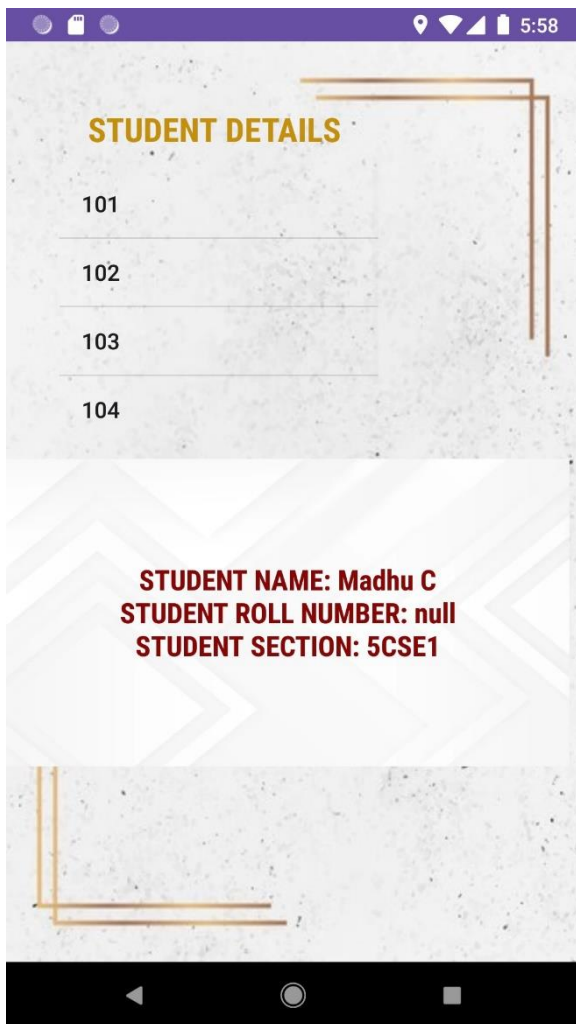 5:58
STUDENT DETAILS
101
102
103
104
STUDENT NAME: Madhu C
STUDENT ROLL NUMBER: null
STUDENT SECTION: 5CSE1